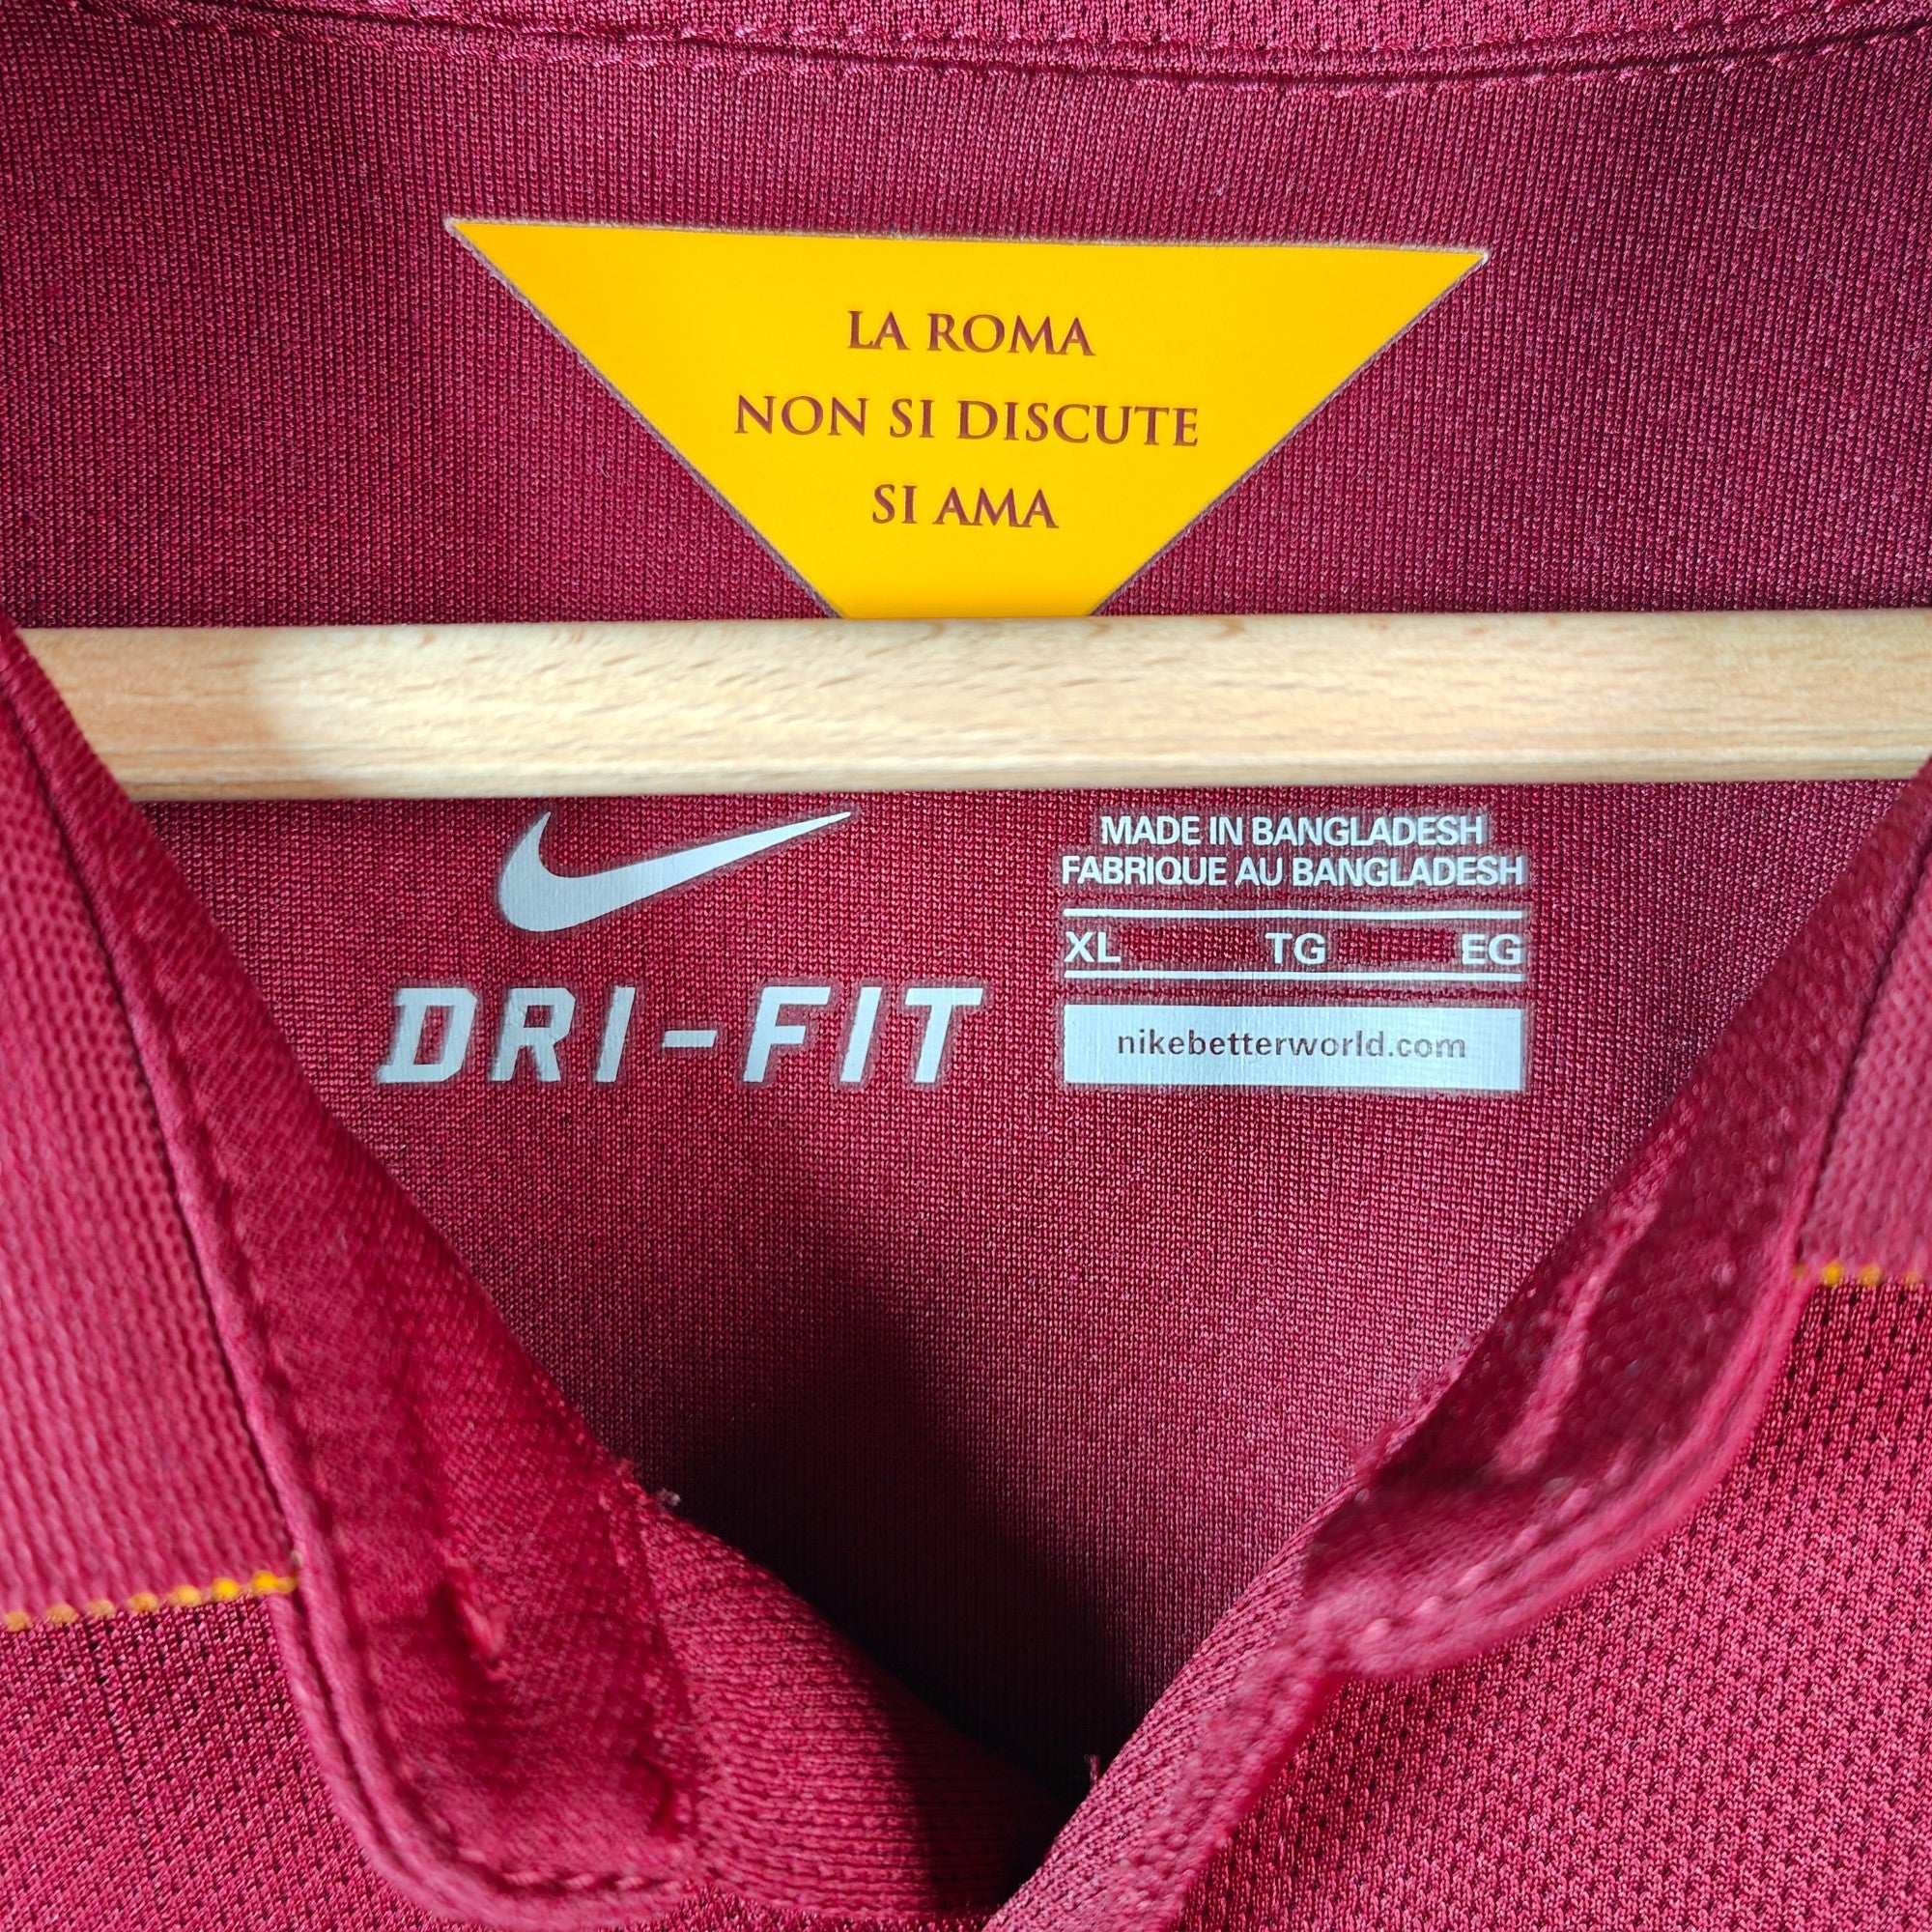 LA ROMA
NON SI DISCUTE
SI AMA
DRI-FIT
MADE IN BANGLADESH
FABRIQUE AU BANGLADESH
XL TG EG
nikebetterworld.com